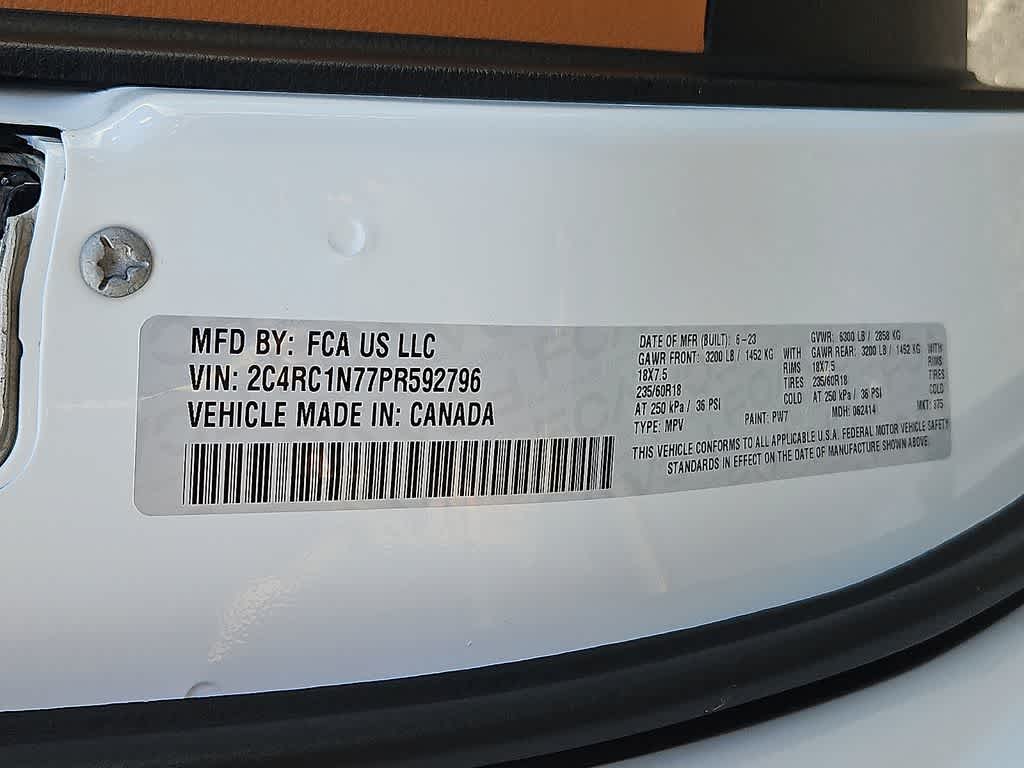 MFD BY: FCA US LLC
VIN: 2C4RC1N77PR592796
VEHICLE MADE IN: CANADA
DATE OF MFR (BUILT): 6-23 GVWR: 6300 LB / 2858 KG
GAWR FRONT: 3200 LB / 1452 KG WITH GAWR REAR: 3200 LB / 1452 KG WITH
18X7.5 RIMS 18X7.5 RIMS
235/60R18 TIRES 235/60R18 TIRES
AT 250 kPa / 36 PSI COLD AT 250 kPa / 36 PSI COLD
TYPE: MPV PAINT: PW7 MDH: 062414 MKT: 375
THIS VEHICLE CONFORMS TO ALL APPLICABLE U.S.A. FEDERAL MOTOR VEHICLE SAFETY
STANDARDS IN EFFECT ON THE DATE OF MANUFACTURE SHOWN ABOVE.